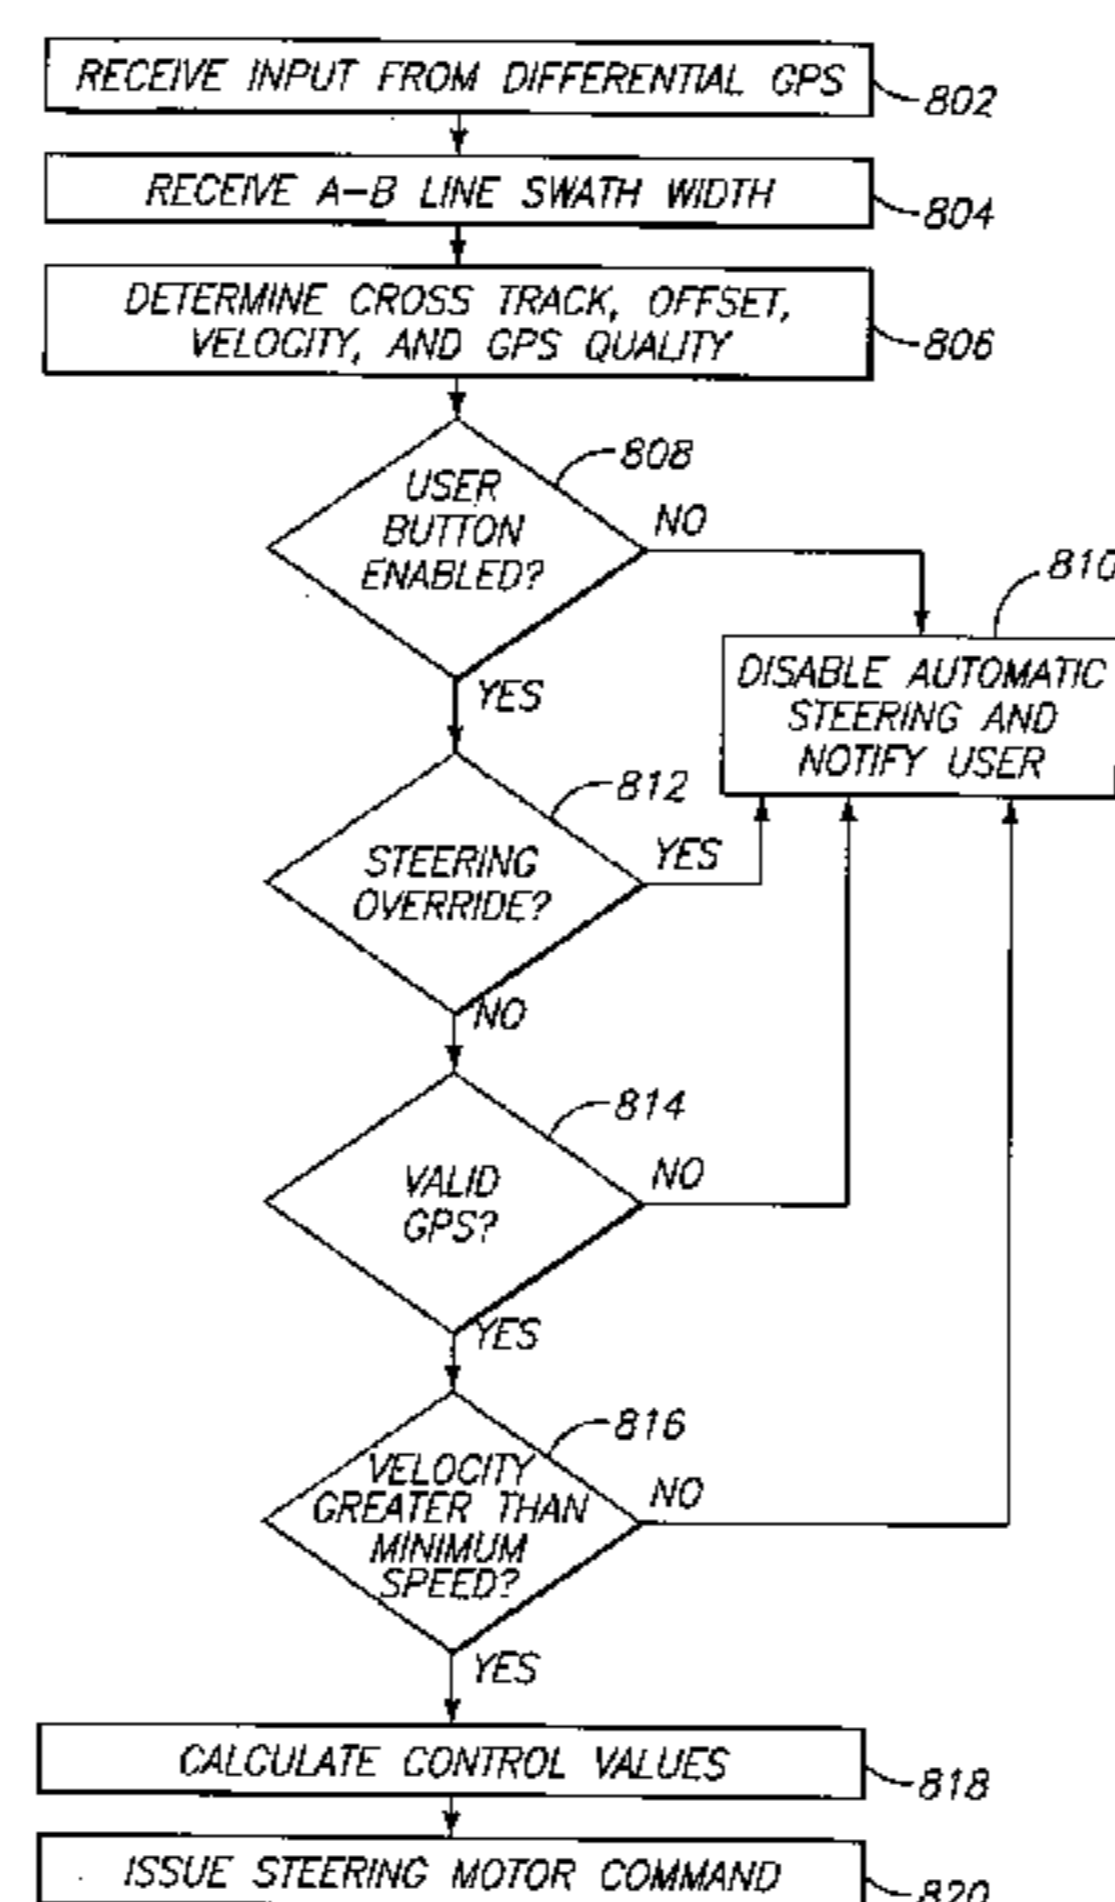 RECEIVE INPUT FROM DIFFERENTIAL GPS
802
RECEIVE A-B LINE SWATH WIDTH
804
DETERMINE CROSS TRACK, OFFSET,
VELOCITY, AND GPS QUALITY
806
808
USER
BUTTON
ENABLED?
NO
810
DISABLE AUTOMATIC
STEERING AND
NOTIFY USER
YES
812
STEERING
OVERRIDE?
YES
NO
814
VALID
GPS?
NO
YES
816
VELOCITY
GREATER THAN
MINIMUM
SPEED?
NO
YES
CALCULATE CONTROL VALUES
818
ISSUE STEERING MOTOR COMMAND
820